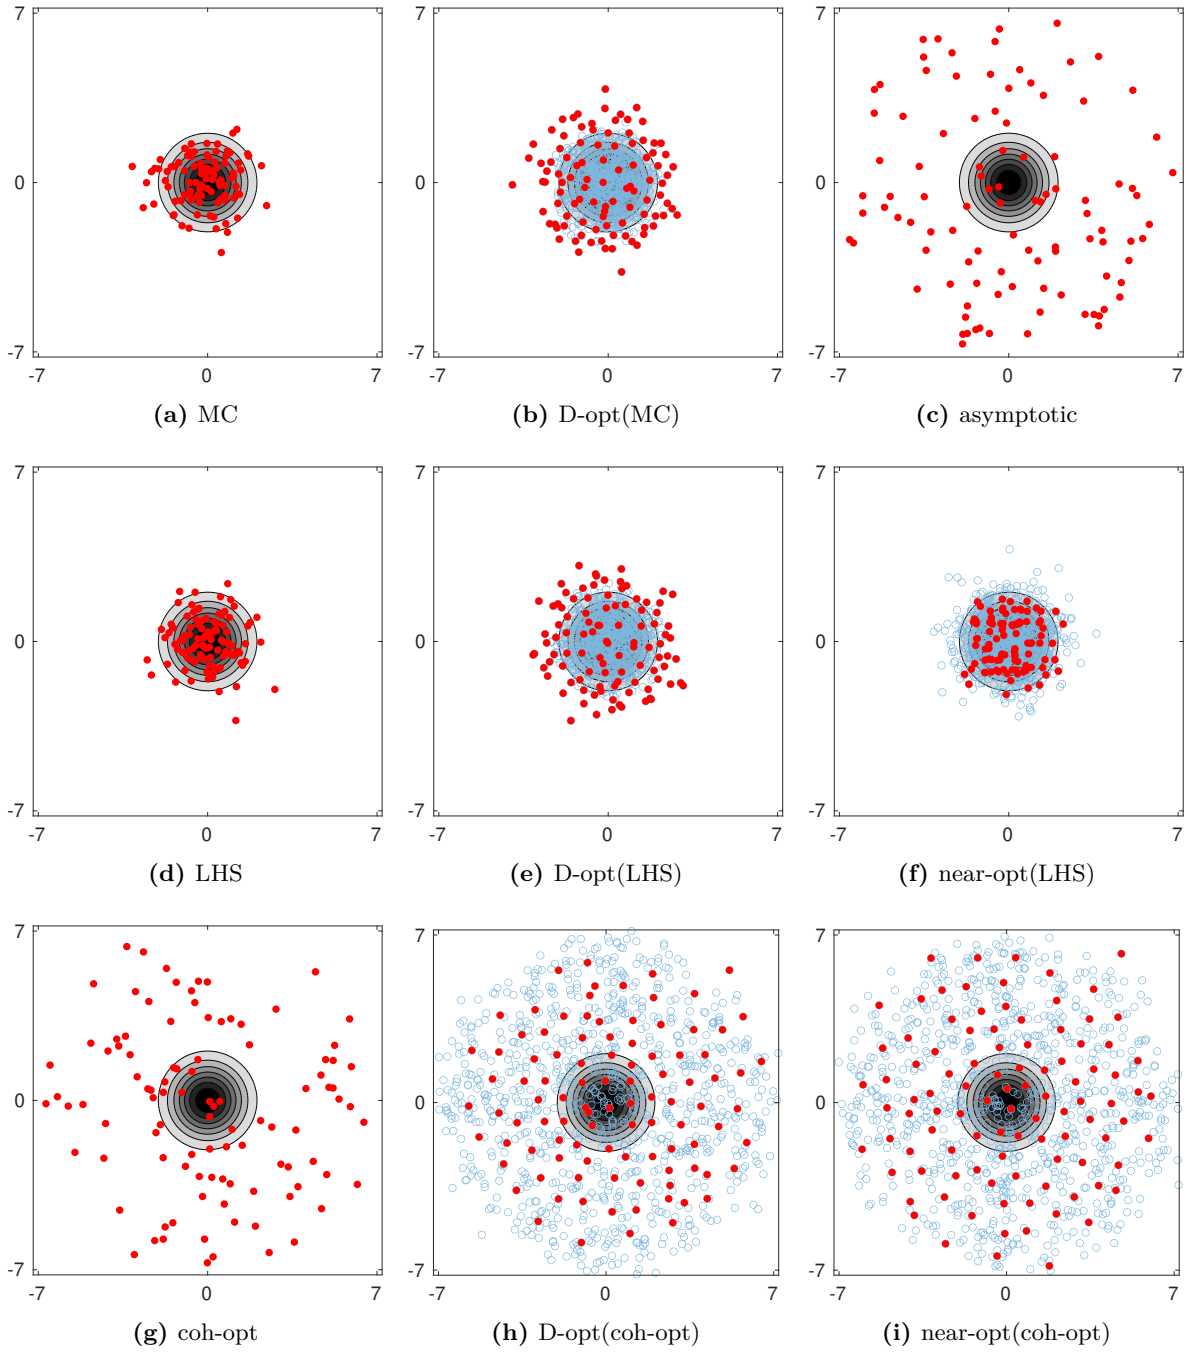 7
0
-7
-7 0 7
(a) MC
7
0
-7
-7 0 7
(b) D-opt(MC)
7
0
-7
-7 0 7
(c) asymptotic
7
0
-7
-7 0 7
(d) LHS
7
0
-7
-7 0 7
(e) D-opt(LHS)
7
0
-7
-7 0 7
(f) near-opt(LHS)
7
0
-7
-7 0 7
(g) coh-opt
7
0
-7
-7 0 7
(h) D-opt(coh-opt)
7
0
-7
-7 0 7
(i) near-opt(coh-opt)